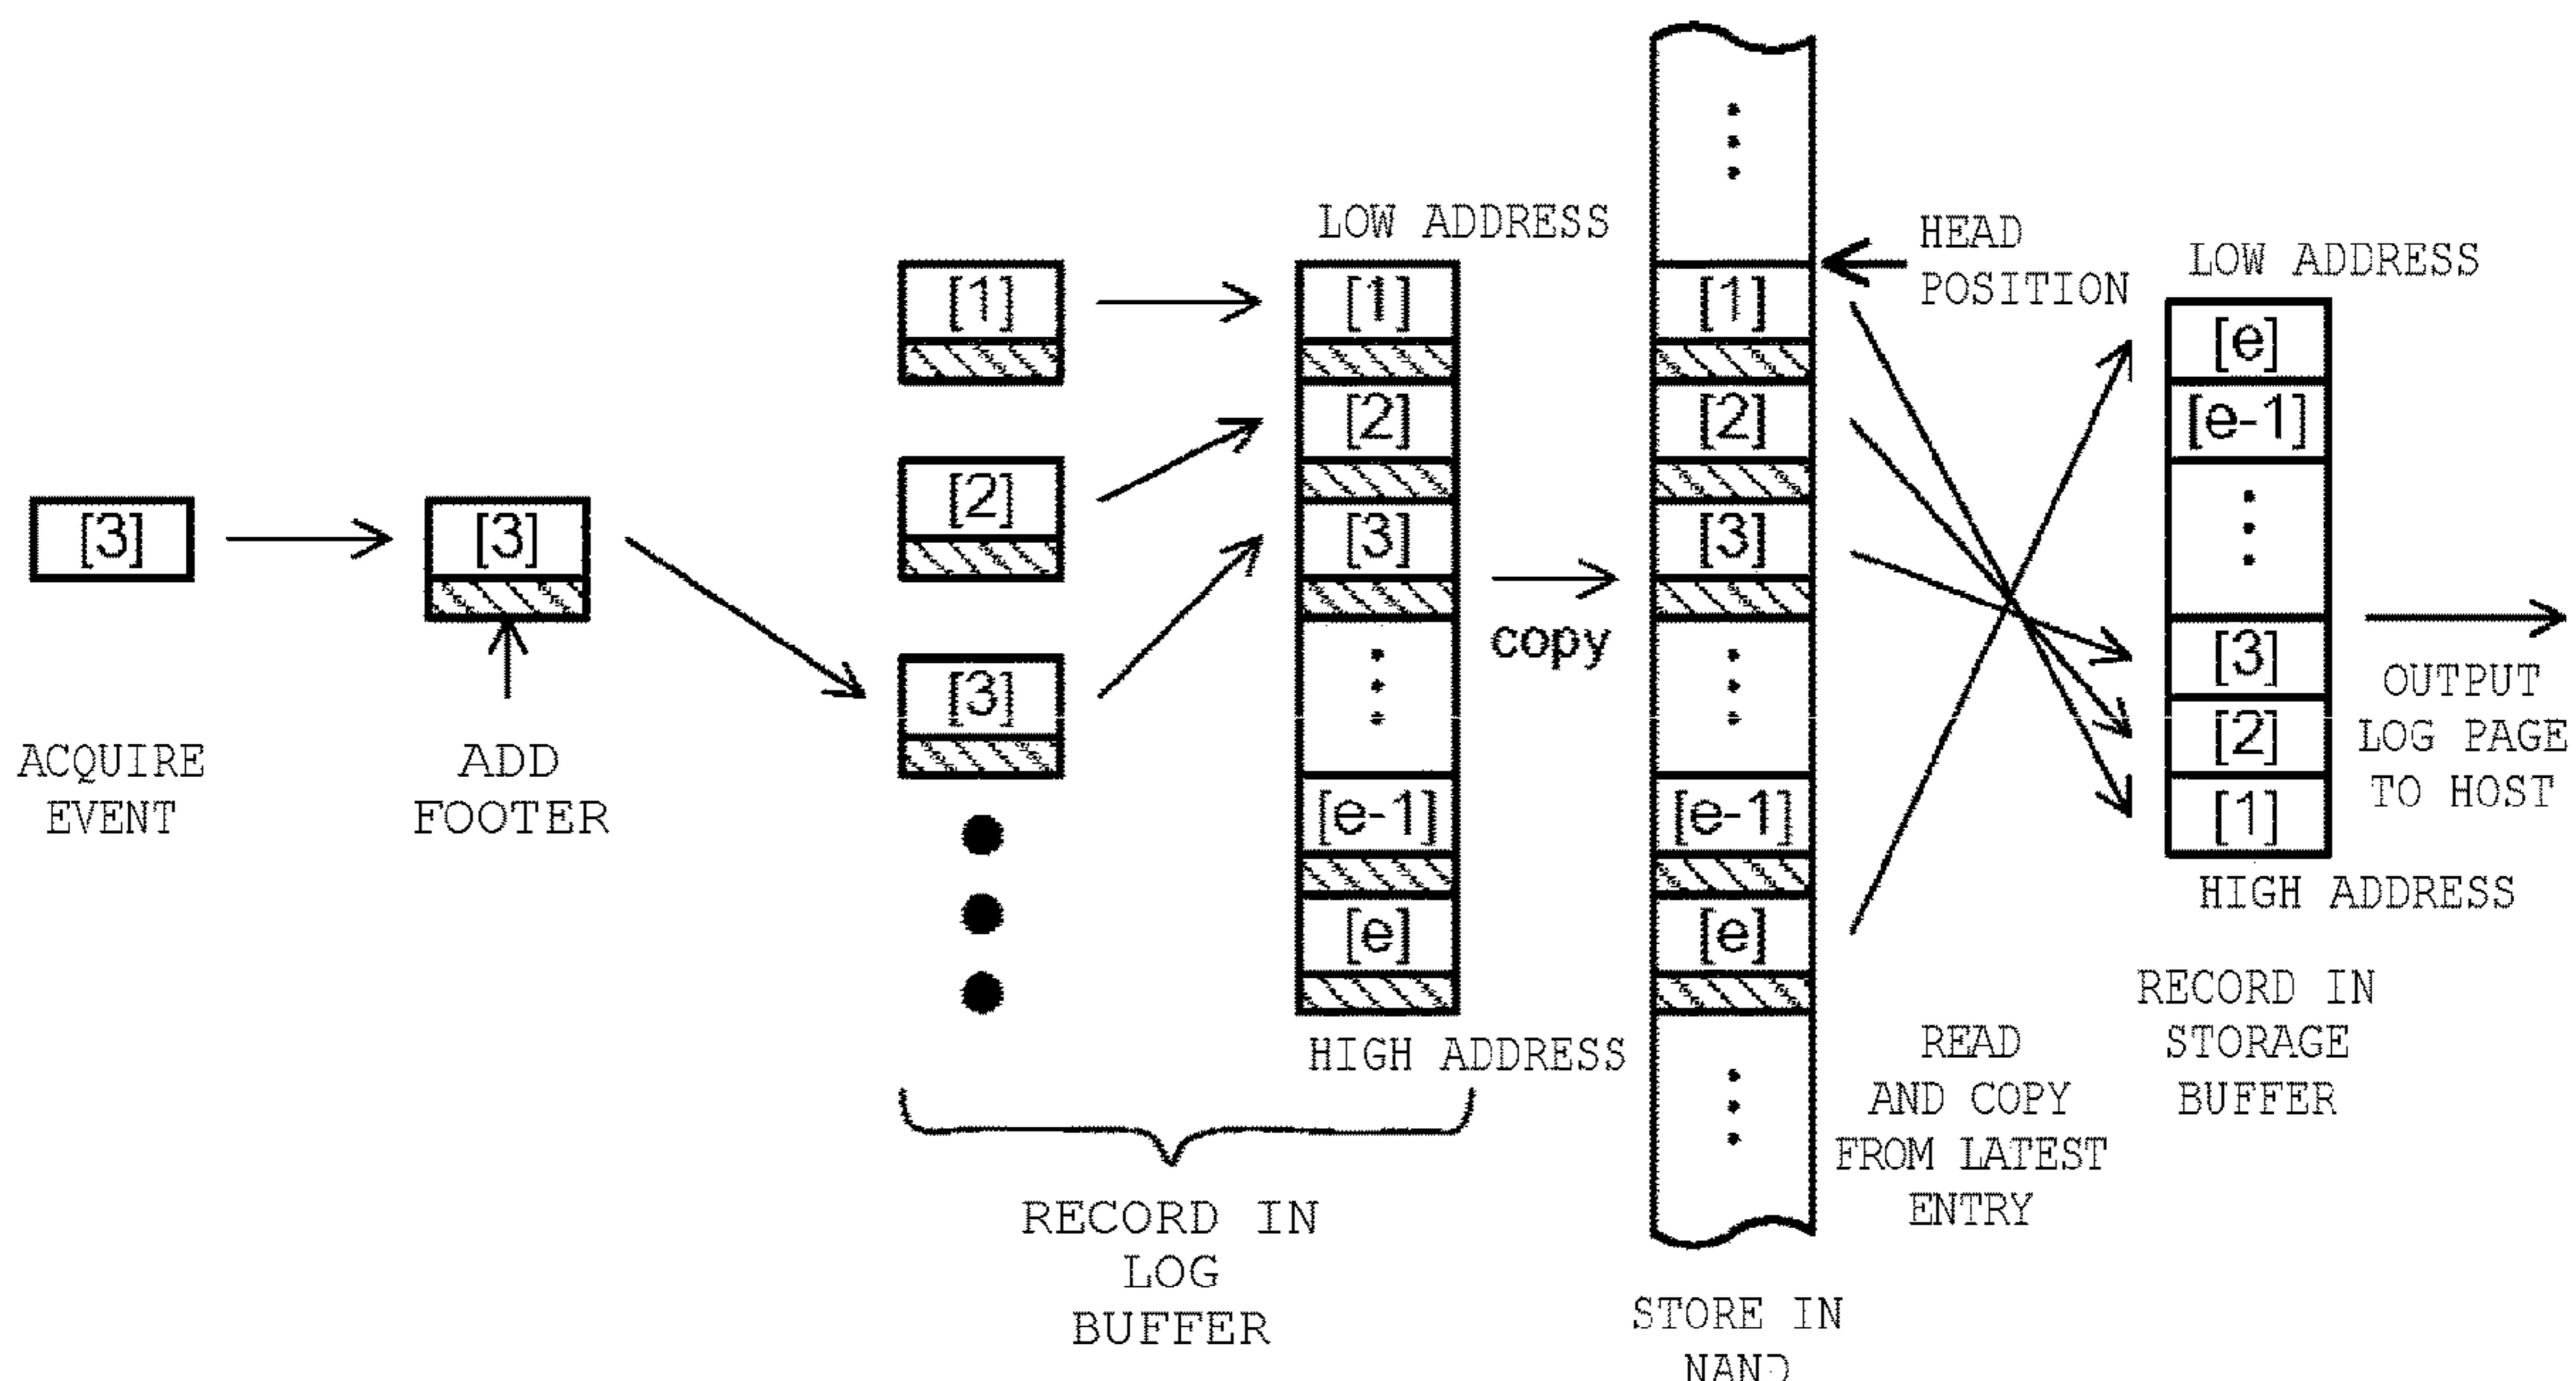 [3]
ACQUIRE
EVENT
[3]
ADD
FOOTER
[1]
[2]
[3]
LOW ADDRESS
[1]
[2]
[3]
[e-1]
[e]
HIGH ADDRESS
RECORD IN
LOG
BUFFER
copy
[1]
[2]
[3]
[e-1]
[e]
STORE IN
NAND
HEAD
POSITION
READ
AND COPY
FROM LATEST
ENTRY
LOW ADDRESS
[e]
[e-1]
[3]
[2]
[1]
HIGH ADDRESS
RECORD IN
STORAGE
BUFFER
OUTPUT
LOG PAGE
TO HOST